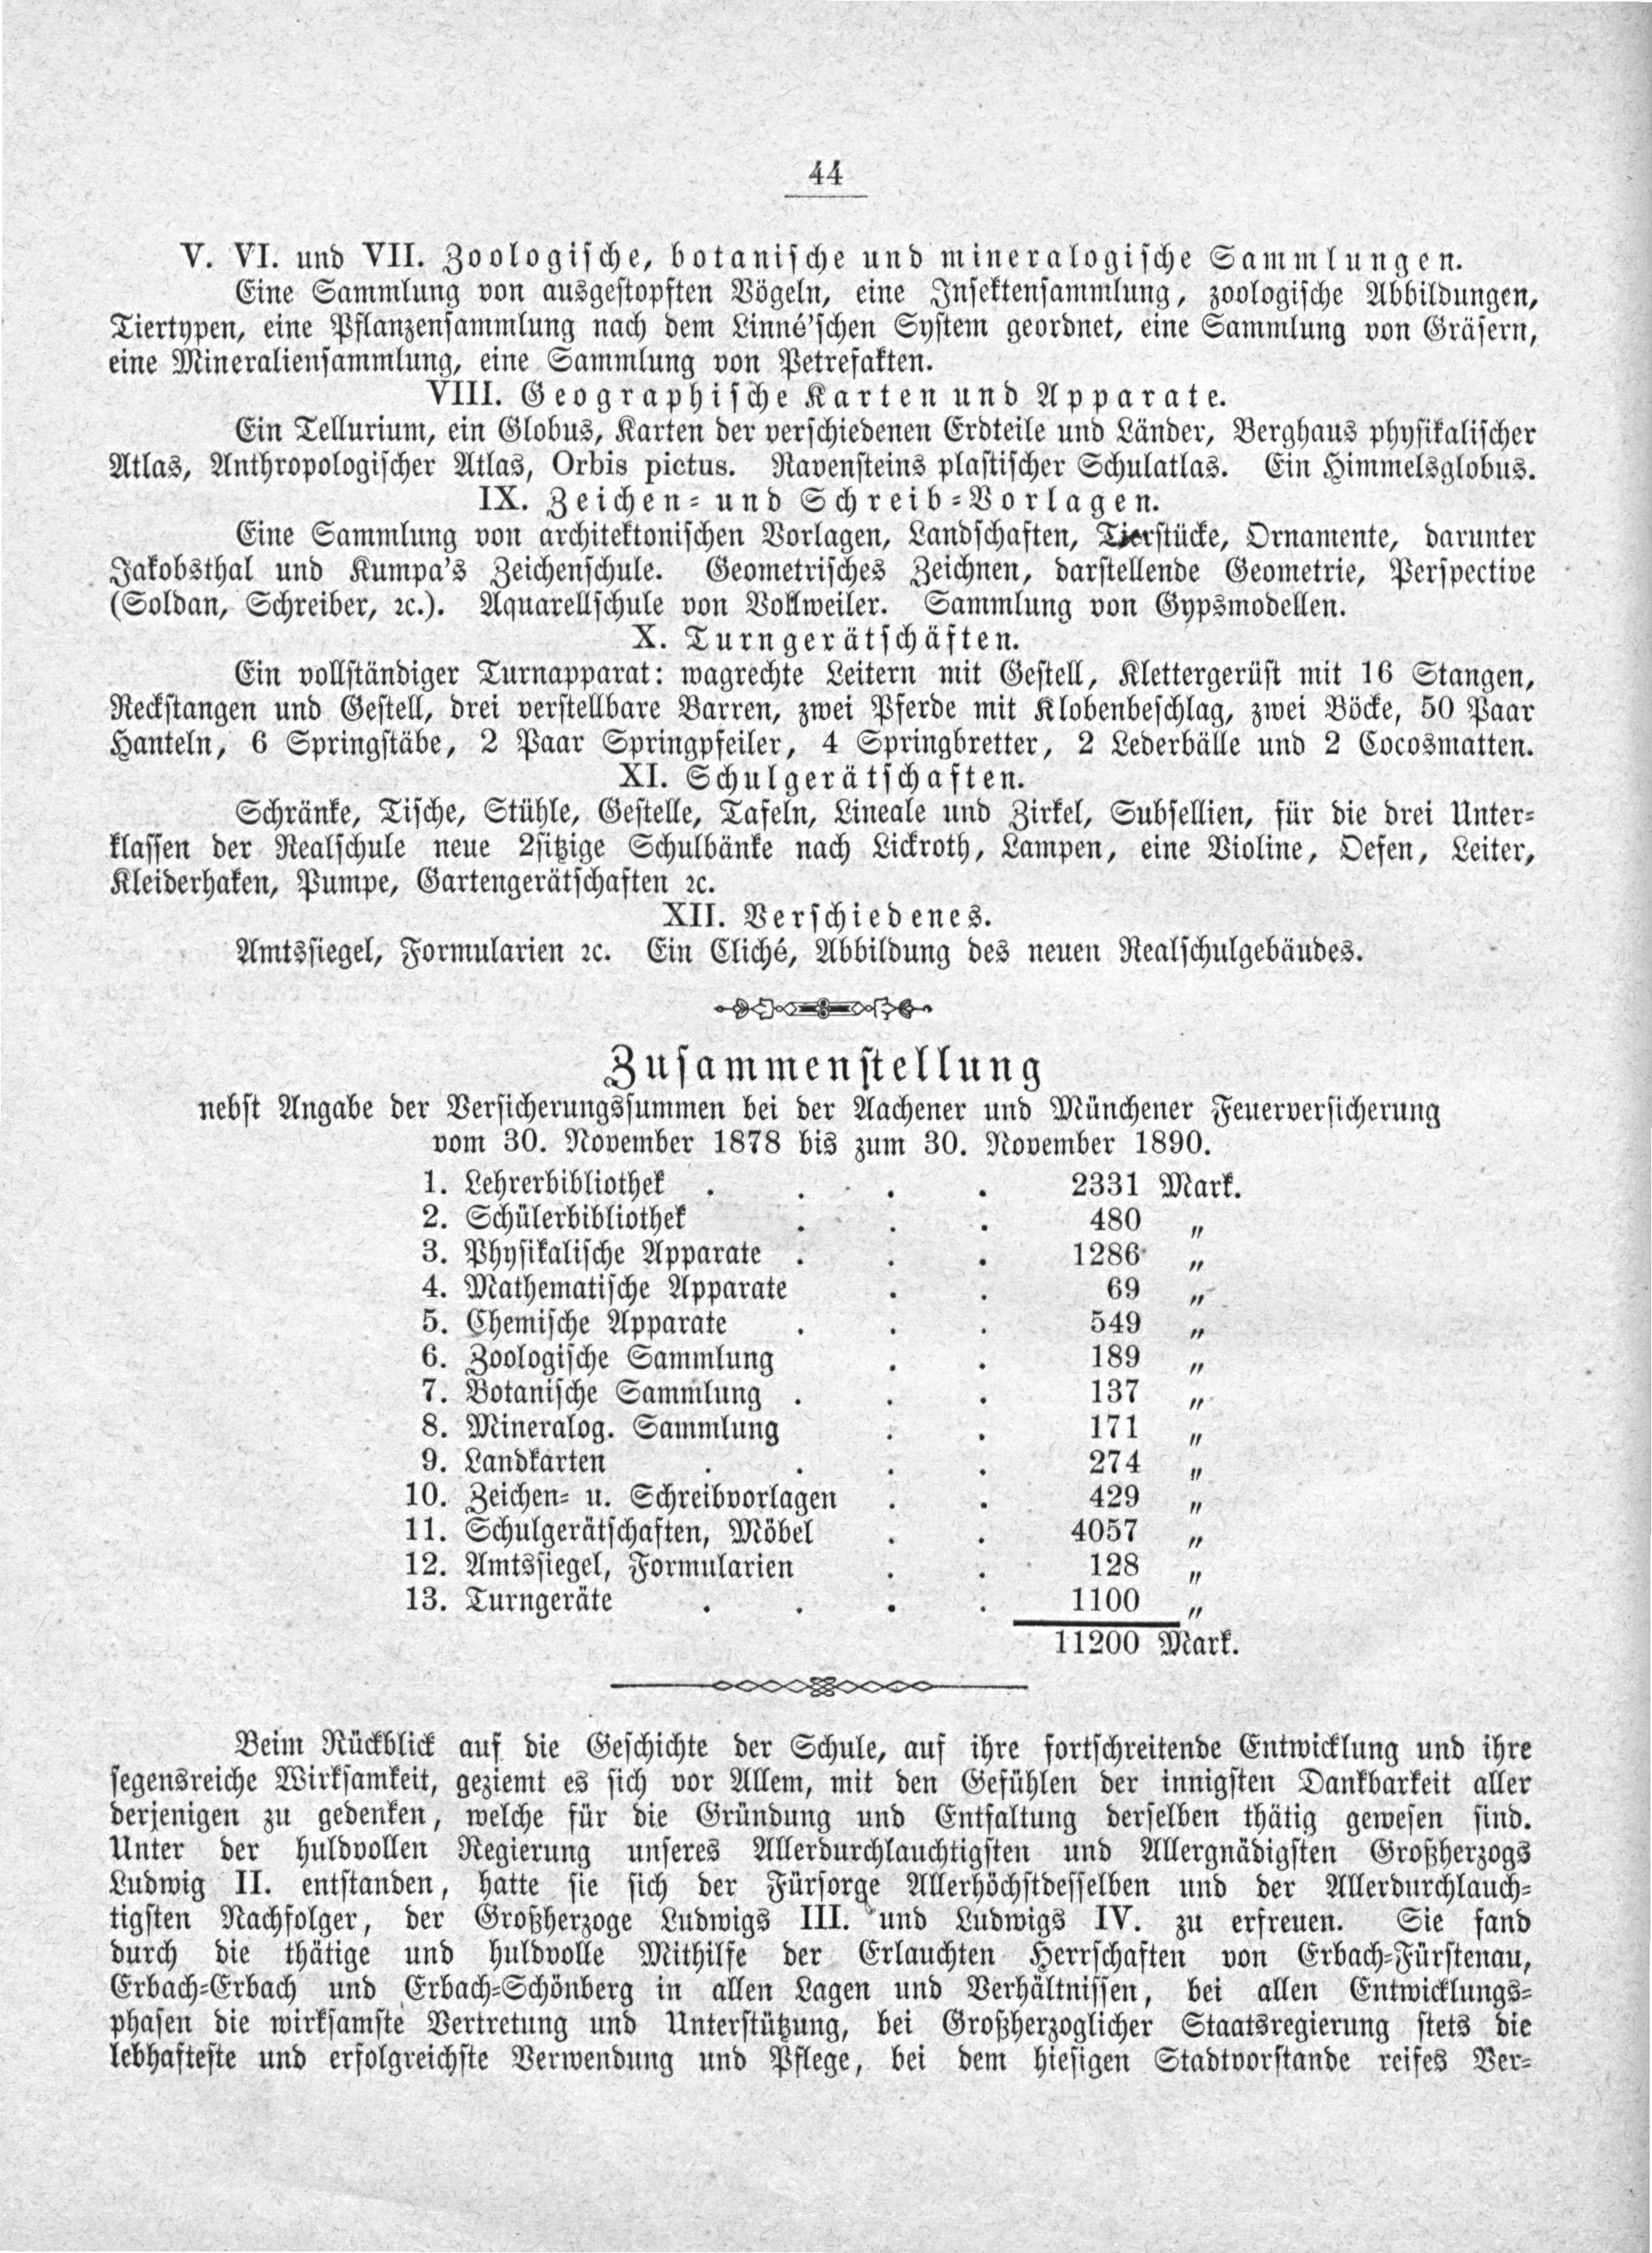 44
V. VI. und VII. Zoologische, botanische und mineralogische Sammlungen.
Eine Sammlung von ausgestopften Vögeln, eine Insektensammlung, zoologische Abbildungen,
Tiertypen, eine Pflanzensammlung nach dem Linné'schen System geordnet, eine Sammlung von Gräsern,
eine Mineraliensammlung, eine Sammlung von Petrefakten.
VIII. Geographische Karten und Apparate.
Ein Tellurium, ein Globus, Karten der verschiedenen Erdteile und Länder, Berghaus physikalischer
Atlas, Anthropologischer Atlas, Orbis pictus. Ravensteins plastischer Schulatlas. Ein Himmelsglobus.
IX. Zeichen- und Schreib-Vorlagen.
Eine Sammlung von architektonischen Vorlagen, Landschaften, Tierstücke, Ornamente, darunter
Jakobsthal und Kumpa's Zeichenschule. Geometrisches Zeichnen, darstellende Geometrie, Perspective
(Soldan, Schreiber, ꝛc.). Aquarellschule von Vollweiler. Sammlung von Gypsmodellen.
X. Turngerätschäften.
Ein vollständiger Turnapparat: wagrechte Leitern mit Gestell, Klettergerüst mit 16 Stangen,
Reckstangen und Gestell, drei verstellbare Barren, zwei Pferde mit Klobenbeschlag, zwei Böcke, 50 Paar
Hanteln, 6 Springstäbe, 2 Paar Springpfeiler, 4 Springbretter, 2 Lederbälle und 2 Cocosmatten.
XI. Schulgerätschaften.
Schränke, Tische, Stühle, Gestelle, Tafeln, Lineale und Zirkel, Subsellien, für die drei Unter-
klassen der Realschule neue 2sitzige Schulbänke nach Lickroth, Lampen, eine Violine, Oefen, Leiter,
Kleiderhaken, Pumpe, Gartengerätschaften ꝛc.
XII. Verschiedenes.
Amtssiegel, Formularien ꝛc. Ein Cliché, Abbildung des neuen Realschulgebäudes.
Zusammenstellung
nebst Angabe der Versicherungssummen bei der Aachener und Münchener Feuerversicherung
vom 30. November 1878 bis zum 30. November 1890.
1. Lehrerbibliothek . . . . 2331 Mark.
2. Schülerbibliothek . . . 480 „
3. Physikalische Apparate . . . 1286 „
4. Mathematische Apparate . . 69 „
5. Chemische Apparate . . . 549 „
6. Zoologische Sammlung . . 189 „
7. Botanische Sammlung . . . 137 „
8. Mineralog. Sammlung . . 171 „
9. Landkarten . . . . 274 „
10. Zeichen- u. Schreibvorlagen . . 429 „
11. Schulgerätschaften, Möbel . . 4057 „
12. Amtssiegel, Formularien . . 128 „
13. Turngeräte . . . . 1100 „
11200 Mark.
Beim Rückblick auf die Geschichte der Schule, auf ihre fortschreitende Entwicklung und ihre
segensreiche Wirksamkeit, geziemt es sich vor Allem, mit den Gefühlen der innigsten Dankbarkeit aller
derjenigen zu gedenken, welche für die Gründung und Entfaltung derselben thätig gewesen sind.
Unter der huldvollen Regierung unseres Allerdurchlauchtigsten und Allergnädigsten Großherzogs
Ludwig II. entstanden, hatte sie sich der Fürsorge Allerhöchstdesselben und der Allerdurchlauch-
tigsten Nachfolger, der Großherzoge Ludwigs III. und Ludwigs IV. zu erfreuen. Sie fand
durch die thätige und huldvolle Mithilfe der Erlauchten Herrschaften von Erbach-Fürstenau,
Erbach-Erbach und Erbach-Schönberg in allen Lagen und Verhältnissen, bei allen Entwicklungs-
phasen die wirksamste Vertretung und Unterstützung, bei Großherzoglicher Staatsregierung stets die
lebhafteste und erfolgreichste Verwendung und Pflege, bei dem hiesigen Stadtvorstande reifes Ver-